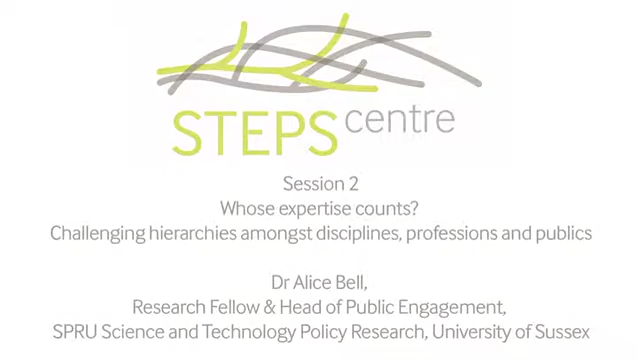 STEPS centre
Session 2
Whose expertise counts?
Challenging hierarchies amongst disciplines, professions and publics
Dr Alice Bell,
Research Fellow & Head of Public Engagement,
SPRU Science and Technology Policy Research, University of Sussex